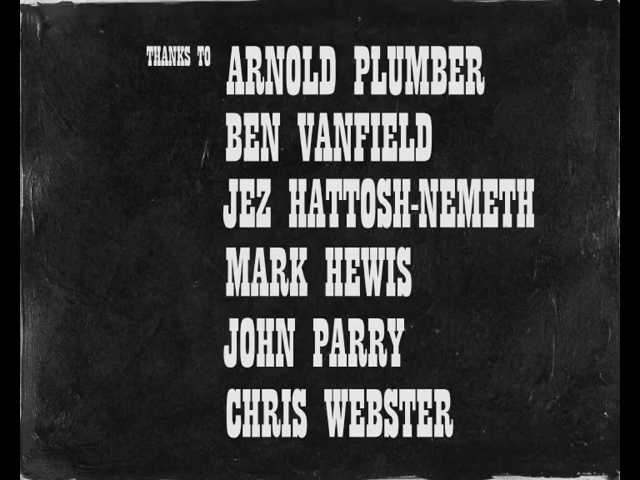 THANKS TO ARNOLD PLUMBER
BEN VANFIELD
JEZ HATTOSH-NEMETH
MARK HEWIS
JOHN PARRY
CHRIS WEBSTER